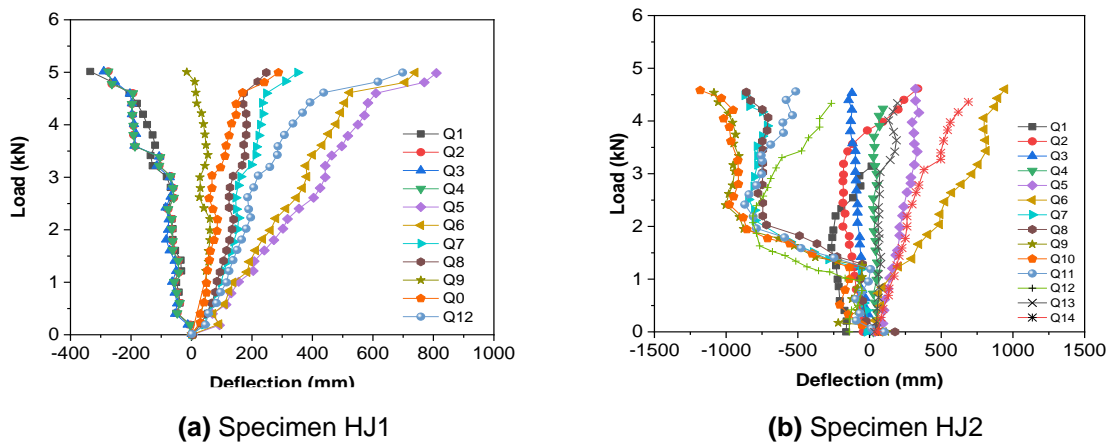 6
5
4
3
2
1
0
Load (kN)
-400 -200 0 200 400 600 800 1000
Deflection (mm)
Q1
Q2
Q3
Q4
Q5
Q6
Q7
Q8
Q9
Q0
Q12
(a) Specimen HJ1
6
5
4
3
2
1
0
Load (kN)
-1500 -1000 -500 0 500 1000 1500
Deflection (mm)
Q1
Q2
Q3
Q4
Q5
Q6
Q7
Q8
Q9
Q10
Q11
Q12
Q13
Q14
(b) Specimen HJ2